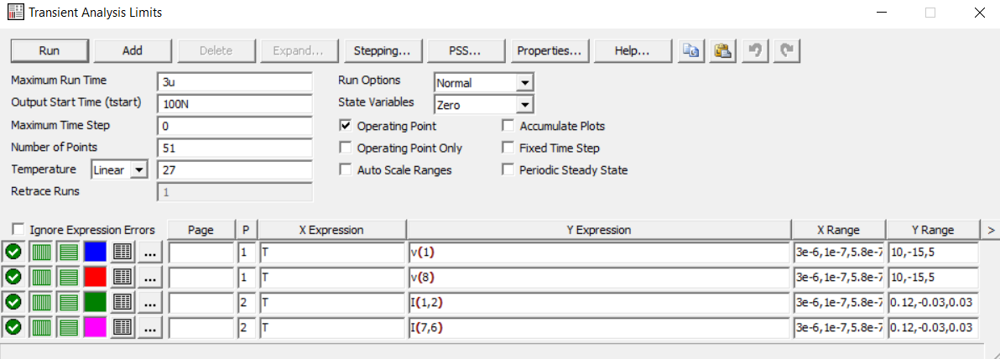 Transient Analysis Limits
Run Add Delete Expand... Stepping... PSS... Properties... Help...
Maximum Run Time 3u Run Options Normal
Output Start Time (tstart) 100N State Variables Zero
Maximum Time Step 0 Operating Point Accumulate Plots
Number of Points 51 Operating Point Only Fixed Time Step
Temperature Linear 27 Auto Scale Ranges Periodic Steady State
Retrace Runs 1
Ignore Expression Errors Page P X Expression Y Expression X Range Y Range >
... 1 T v(1) 3e-6,1e-7,5.8e-7 10,-15,5
... 1 T v(8) 3e-6,1e-7,5.8e-7 10,-15,5
... 2 T I(1,2) 3e-6,1e-7,5.8e-7 0.12,-0.03,0.03
... 2 T I(7,6) 3e-6,1e-7,5.8e-7 0.12,-0.03,0.03